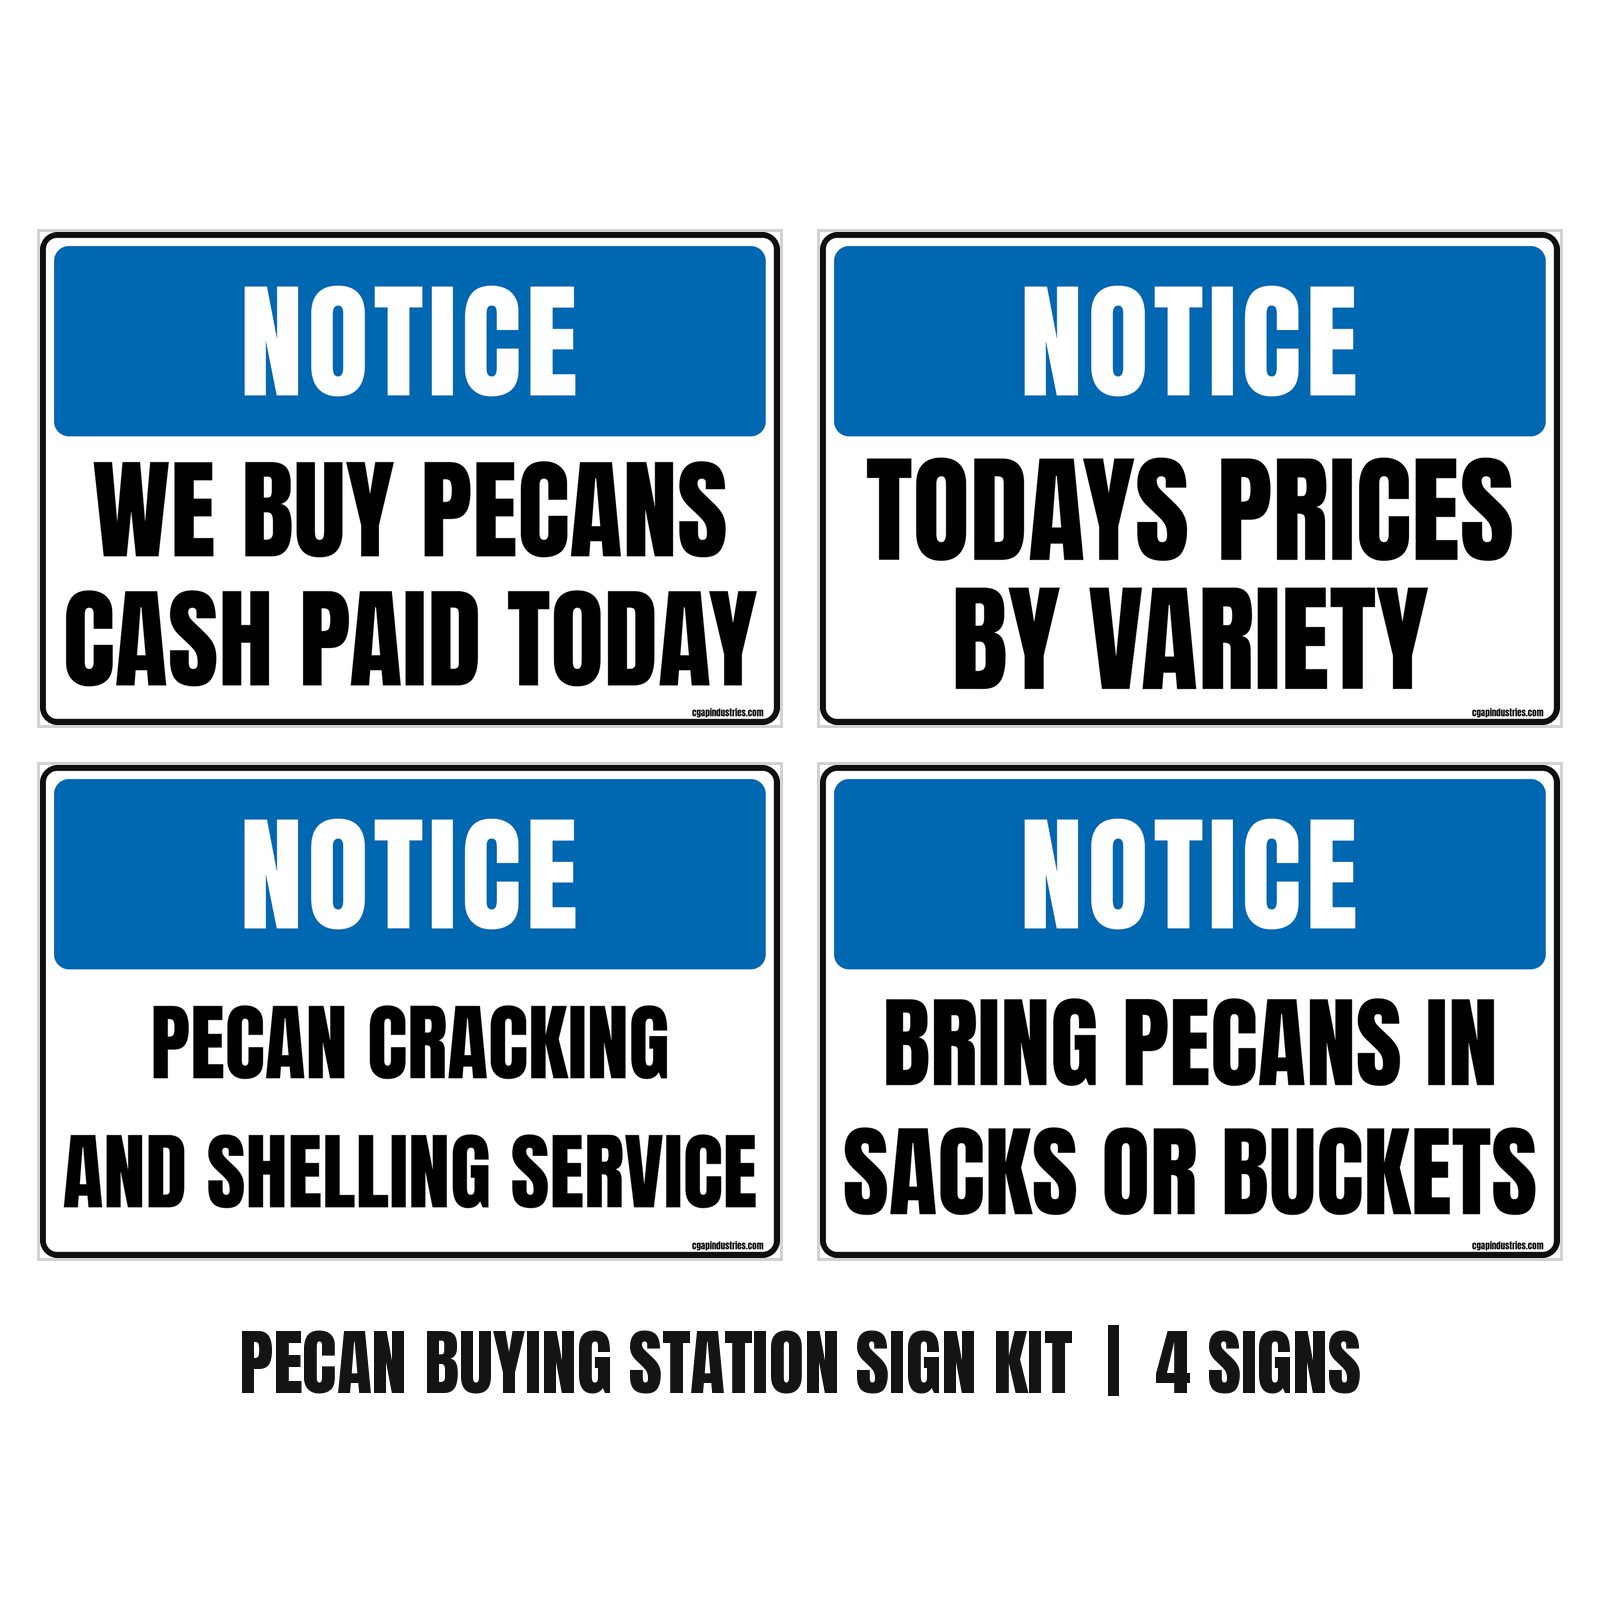 NOTICE
WE BUY PECANS
CASH PAID TODAY
cgapindustries.com
NOTICE
TODAYS PRICES
BY VARIETY
cgapindustries.com
NOTICE
PECAN CRACKING
AND SHELLING SERVICE
cgapindustries.com
NOTICE
BRING PECANS IN
SACKS OR BUCKETS
cgapindustries.com
PECAN BUYING STATION SIGN KIT | 4 SIGNS